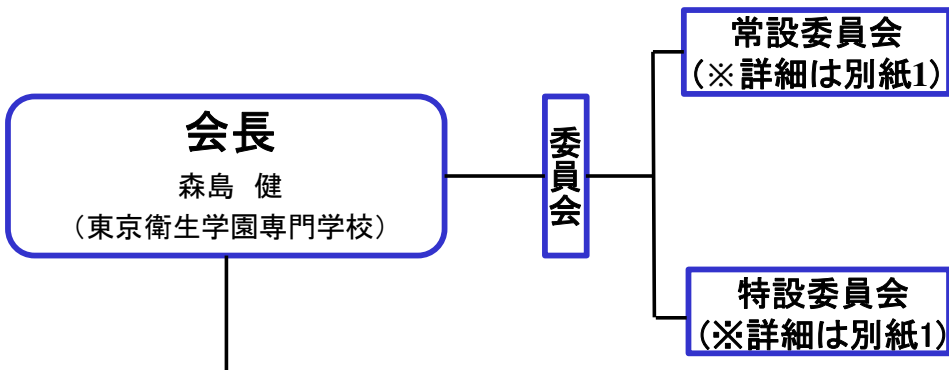 会長
森島 健
（東京衛生学園専門学校）
委員会
常設委員会
（※詳細は別紙1）
特設委員会
（※詳細は別紙1）